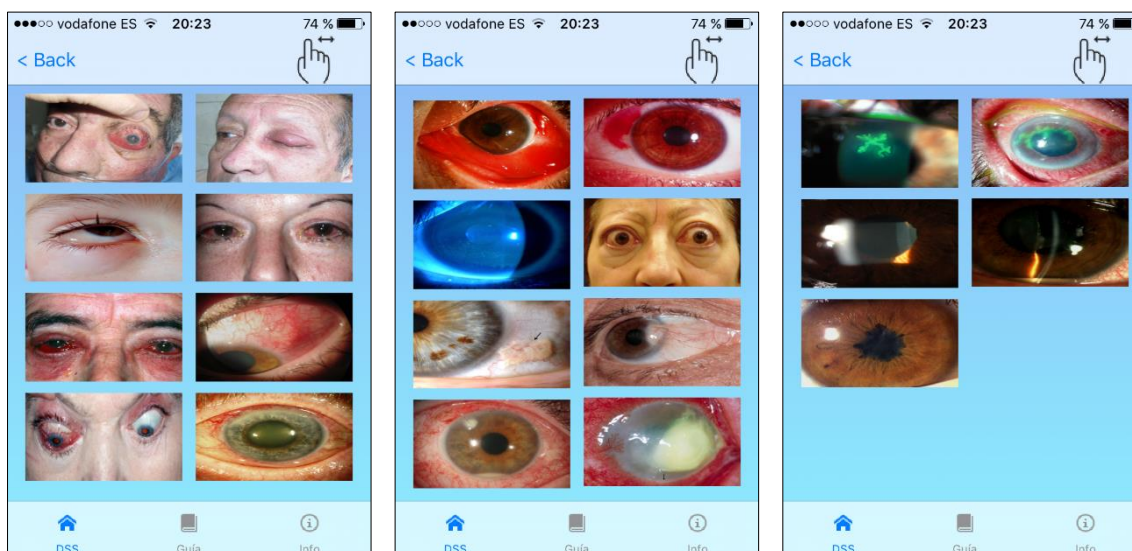 ●●●○○ vodafone ES 20:23 74 %
< Back
DSS Guía Info
●●○○○ vodafone ES 20:23 74 %
< Back
DSS Guía Info
●●○○○ vodafone ES 20:23 74 %
< Back
DSS Guía Info